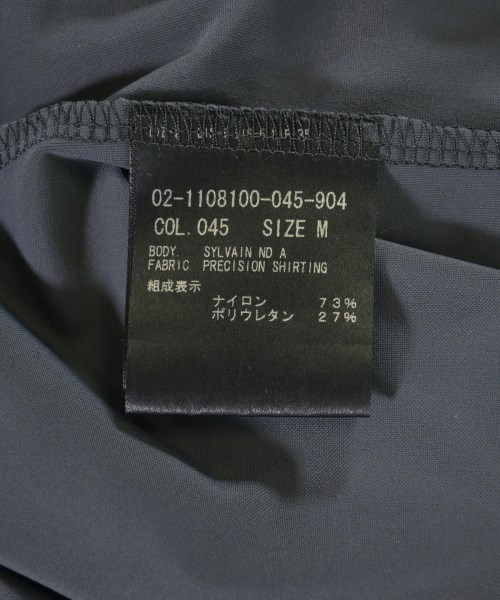 02-1108100-045-904
COL.045 SIZE M
BODY. SYLVAIN ND A
FABRIC. PRECISION SHIRTING
組成表示
ナイロン 73%
ポリウレタン 27%